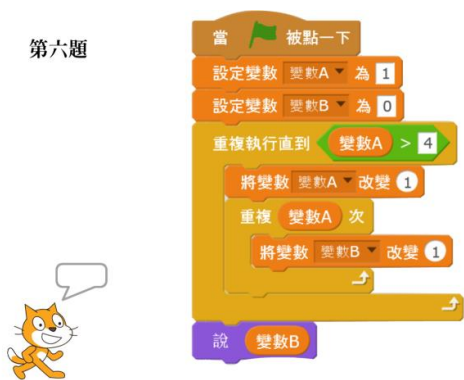 第六題
當 被點一下
設定變數 變數A 為 1
設定變數 變數B 為 0
重複執行直到 變數A > 4
將變數 變數A 改變 1
重複 變數A 次
將變數 變數B 改變 1
說 變數B